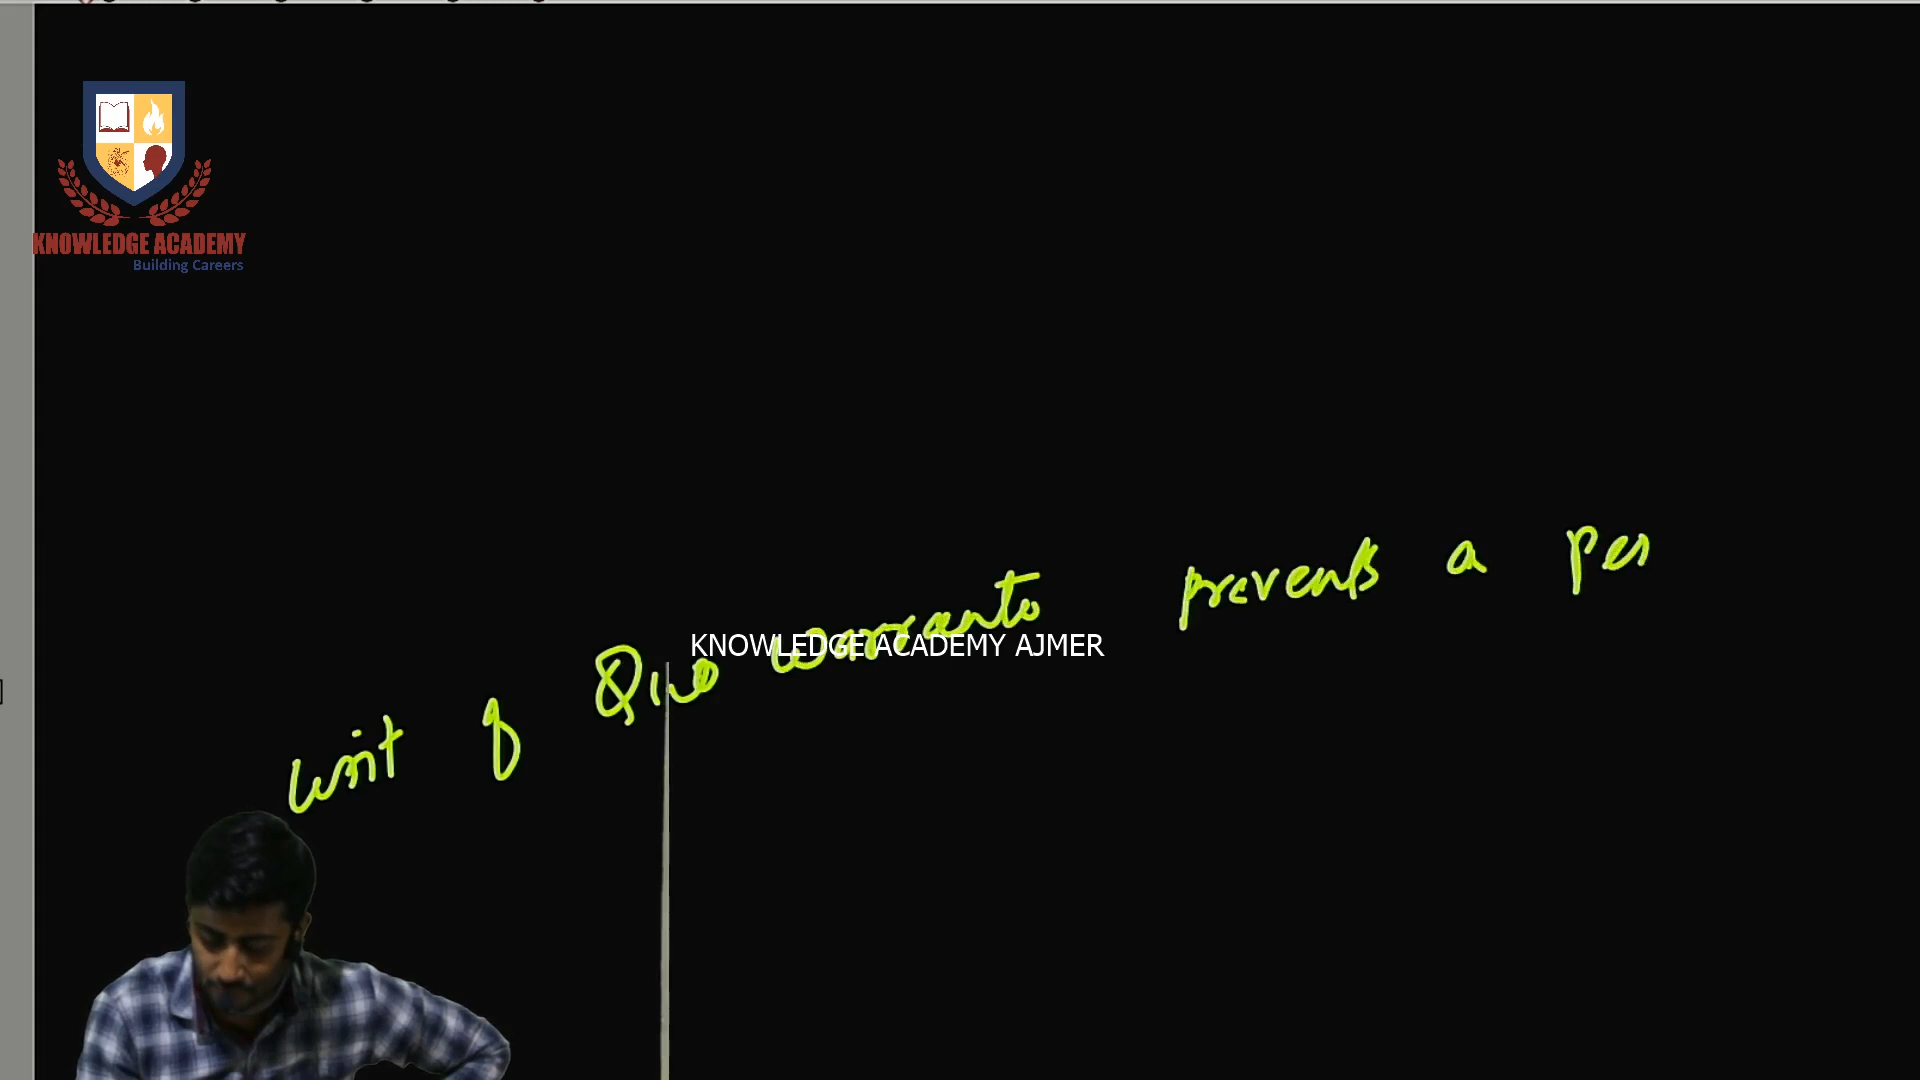 KNOWLEDGE ACADEMY
Building Careers
writ of Quo warranto prevents a per
KNOWLEDGE ACADEMY AJMER